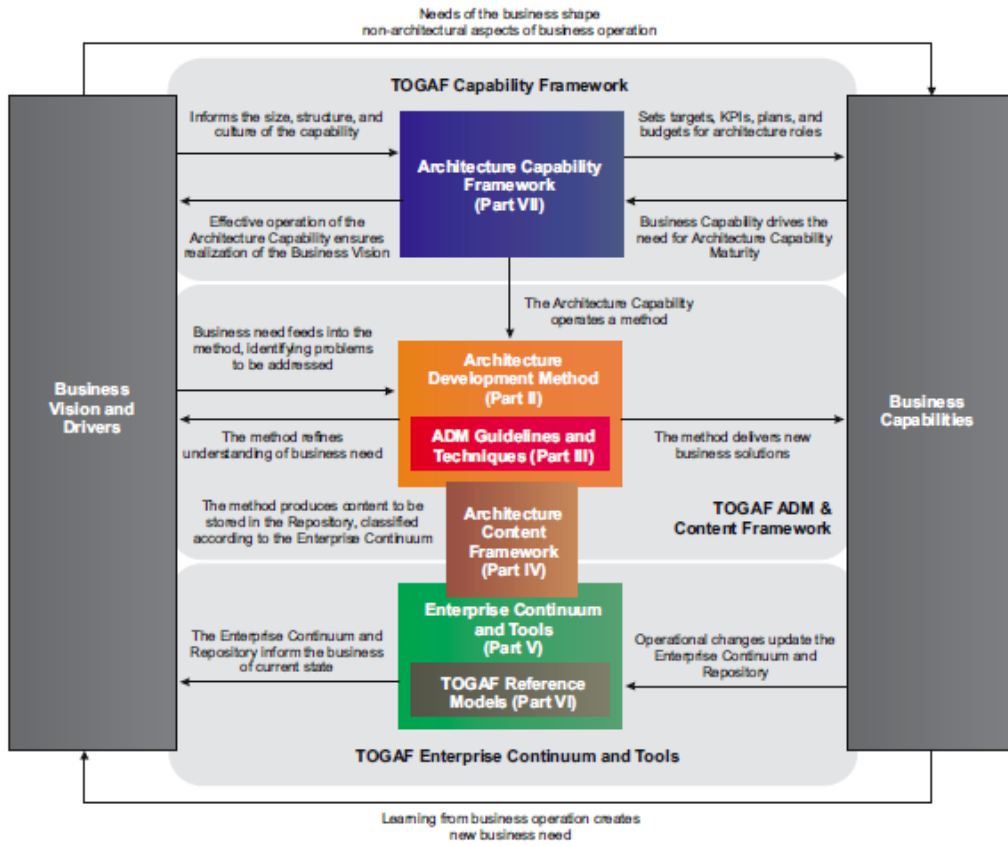 Needs of the business shape
non-architectural aspects of business operation
TOGAF Capability Framework
Informs the size, structure, and
culture of the capability
Sets targets, KPIs, plans, and
budgets for architecture roles
Architecture Capability
Framework
(Part VII)
Effective operation of the
Architecture Capability ensures
realization of the Business Vision
Business Capability drives the
need for Architecture Capability
Maturity
The Architecture Capability
operates a method
Business need feeds into the
method, identifying problems
to be addressed
Architecture
Development Method
(Part II)
Business
Vision and
Drivers
Business
Capabilities
ADM Guidelines and
Techniques (Part III)
The method refines
understanding of business need
The method delivers new
business solutions
The method produces content to be
stored in the Repository, classified
according to the Enterprise Continuum
Architecture
Content
Framework
(Part IV)
TOGAF ADM &
Content Framework
Enterprise Continuum
and Tools
(Part V)
The Enterprise Continuum and
Repository inform the business
of current state
Operational changes update the
Enterprise Continuum and
Repository
TOGAF Reference
Models (Part VI)
TOGAF Enterprise Continuum and Tools
Learning from business operation creates
new business need